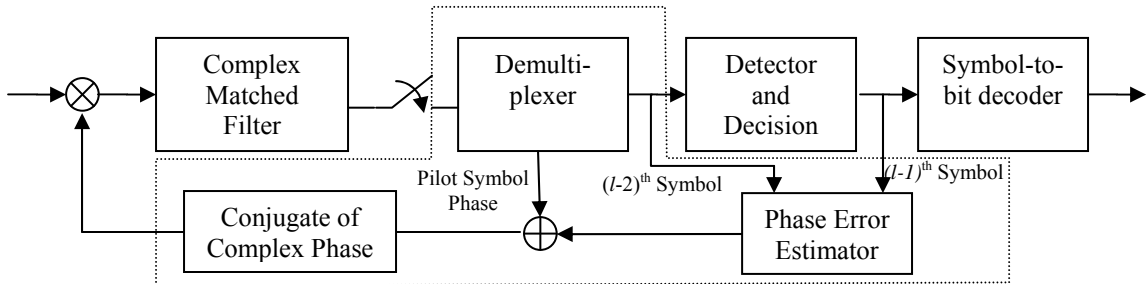 Complex
Matched
Filter
Demulti-
plexer
Detector
and
Decision
Symbol-to-
bit decoder
Pilot Symbol
Phase
(l-2)th Symbol
(l-1)th Symbol
Conjugate of
Complex Phase
Phase Error
Estimator